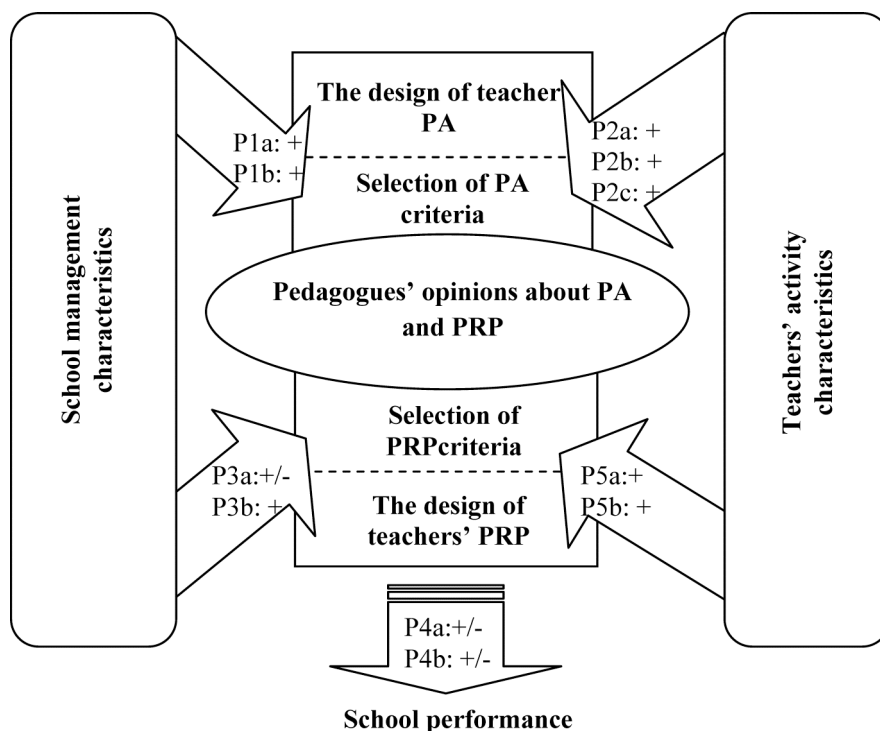 School management
characteristics
The design of teacher
PA
P1a: +
P1b: +
P2a: +
P2b: +
P2c: +
Selection of PA
criteria
Pedagogues’ opinions about PA
and PRP
Teachers’ activity
characteristics
Selection of
PRPcriteria
P3a:+/-
P3b: +
P5a:+
P5b: +
The design of
teachers’ PRP
P4a:+/-
P4b: +/-
School performance